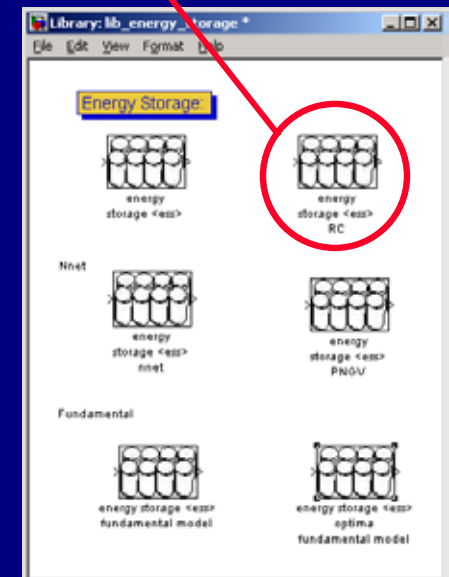 Library: lib_energy_storage *
File Edit View Format Help
Energy Storage:
energy
storage <ess>
energy
storage <ess>
RC
Nnet
energy
storage <ess>
nnet
energy
storage <ess>
PNGV
Fundamental
energy storage <ess>
fundamental model
energy storage <ess>
optima
fundamental model